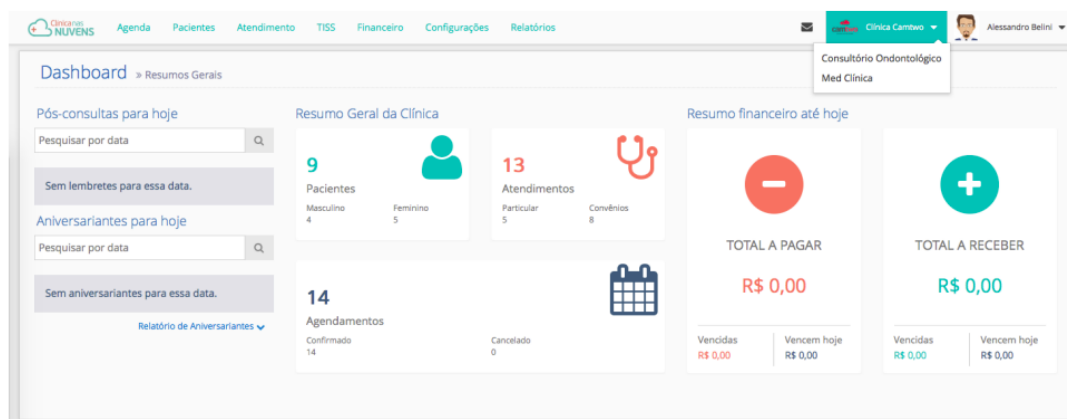 Clínica nas
NUVENS
Agenda Pacientes Atendimento TISS Financeiro Configurações Relatórios
camtwo Clínica Camtwo Alessandro Belini
Consultório Ondontológico
Med Clínica
Dashboard » Resumos Gerais
Pós-consultas para hoje
Pesquisar por data
Sem lembretes para essa data.
Aniversariantes para hoje
Pesquisar por data
Sem aniversariantes para essa data.
Relatório de Aniversariantes
Resumo Geral da Clínica
9
Pacientes
Masculino Feminino
4 5
13
Atendimentos
Particular Convênios
5 8
14
Agendamentos
Confirmado Cancelado
14 0
Resumo financeiro até hoje
TOTAL A PAGAR
R$ 0,00
Vencidas Vencem hoje
R$ 0,00 R$ 0,00
TOTAL A RECEBER
R$ 0,00
Vencidas Vencem hoje
R$ 0,00 R$ 0,00